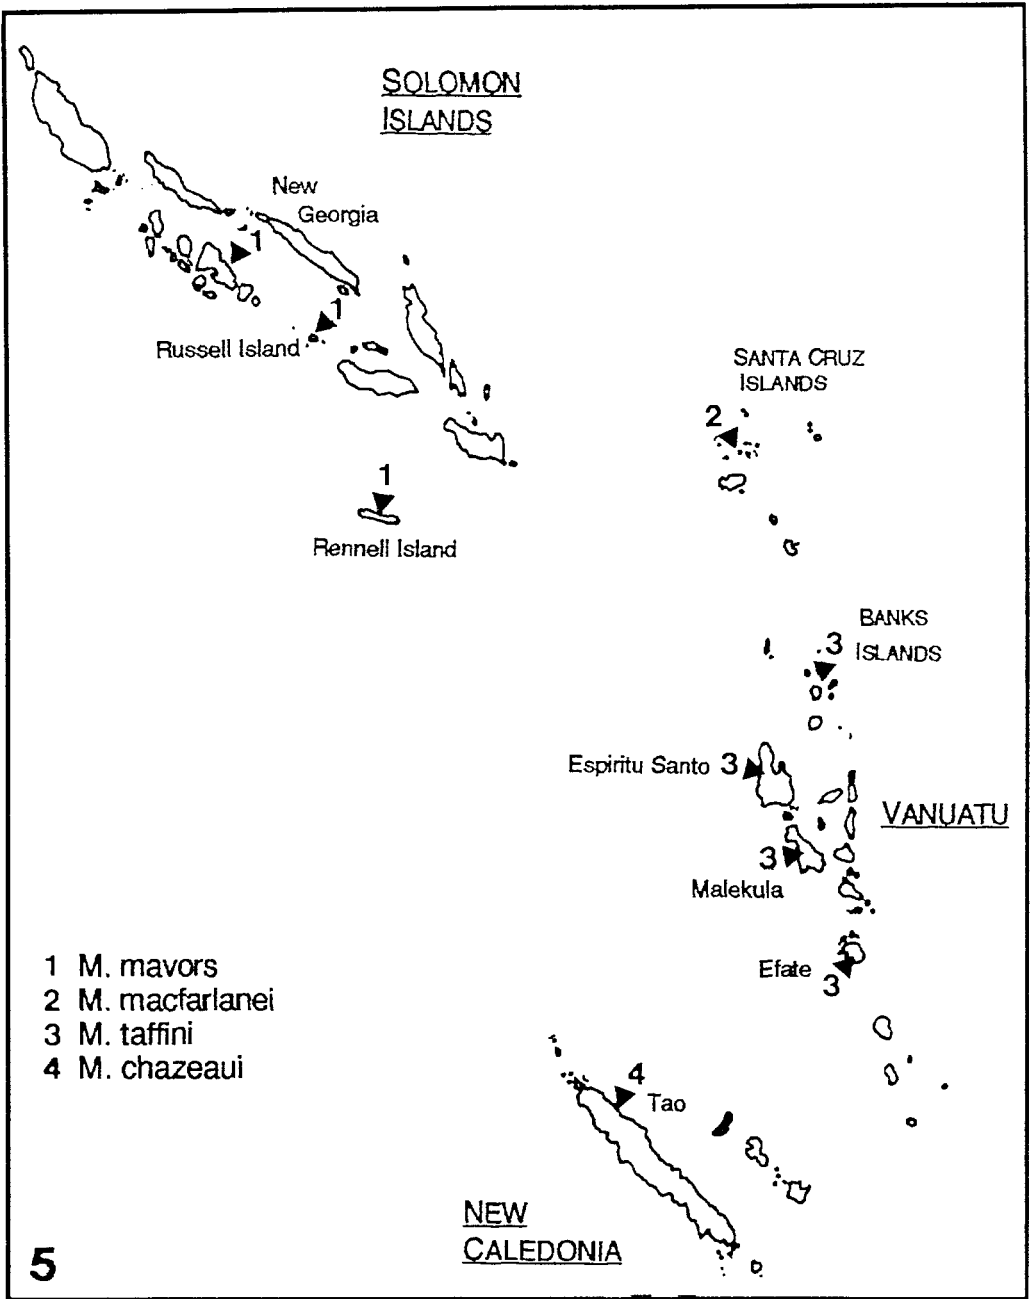 SOLOMON
ISLANDS
New
Georgia
1
1
Russell Island
SANTA CRUZ
ISLANDS
2
1
Rennell Island
BANKS
3 ISLANDS
Espiritu Santo 3
VANUATU
3
Malekula
Efate
3
1 M. mavors
2 M. macfarlanei
3 M. taffini
4 M. chazeaui
4
Tao
NEW
CALEDONIA
5